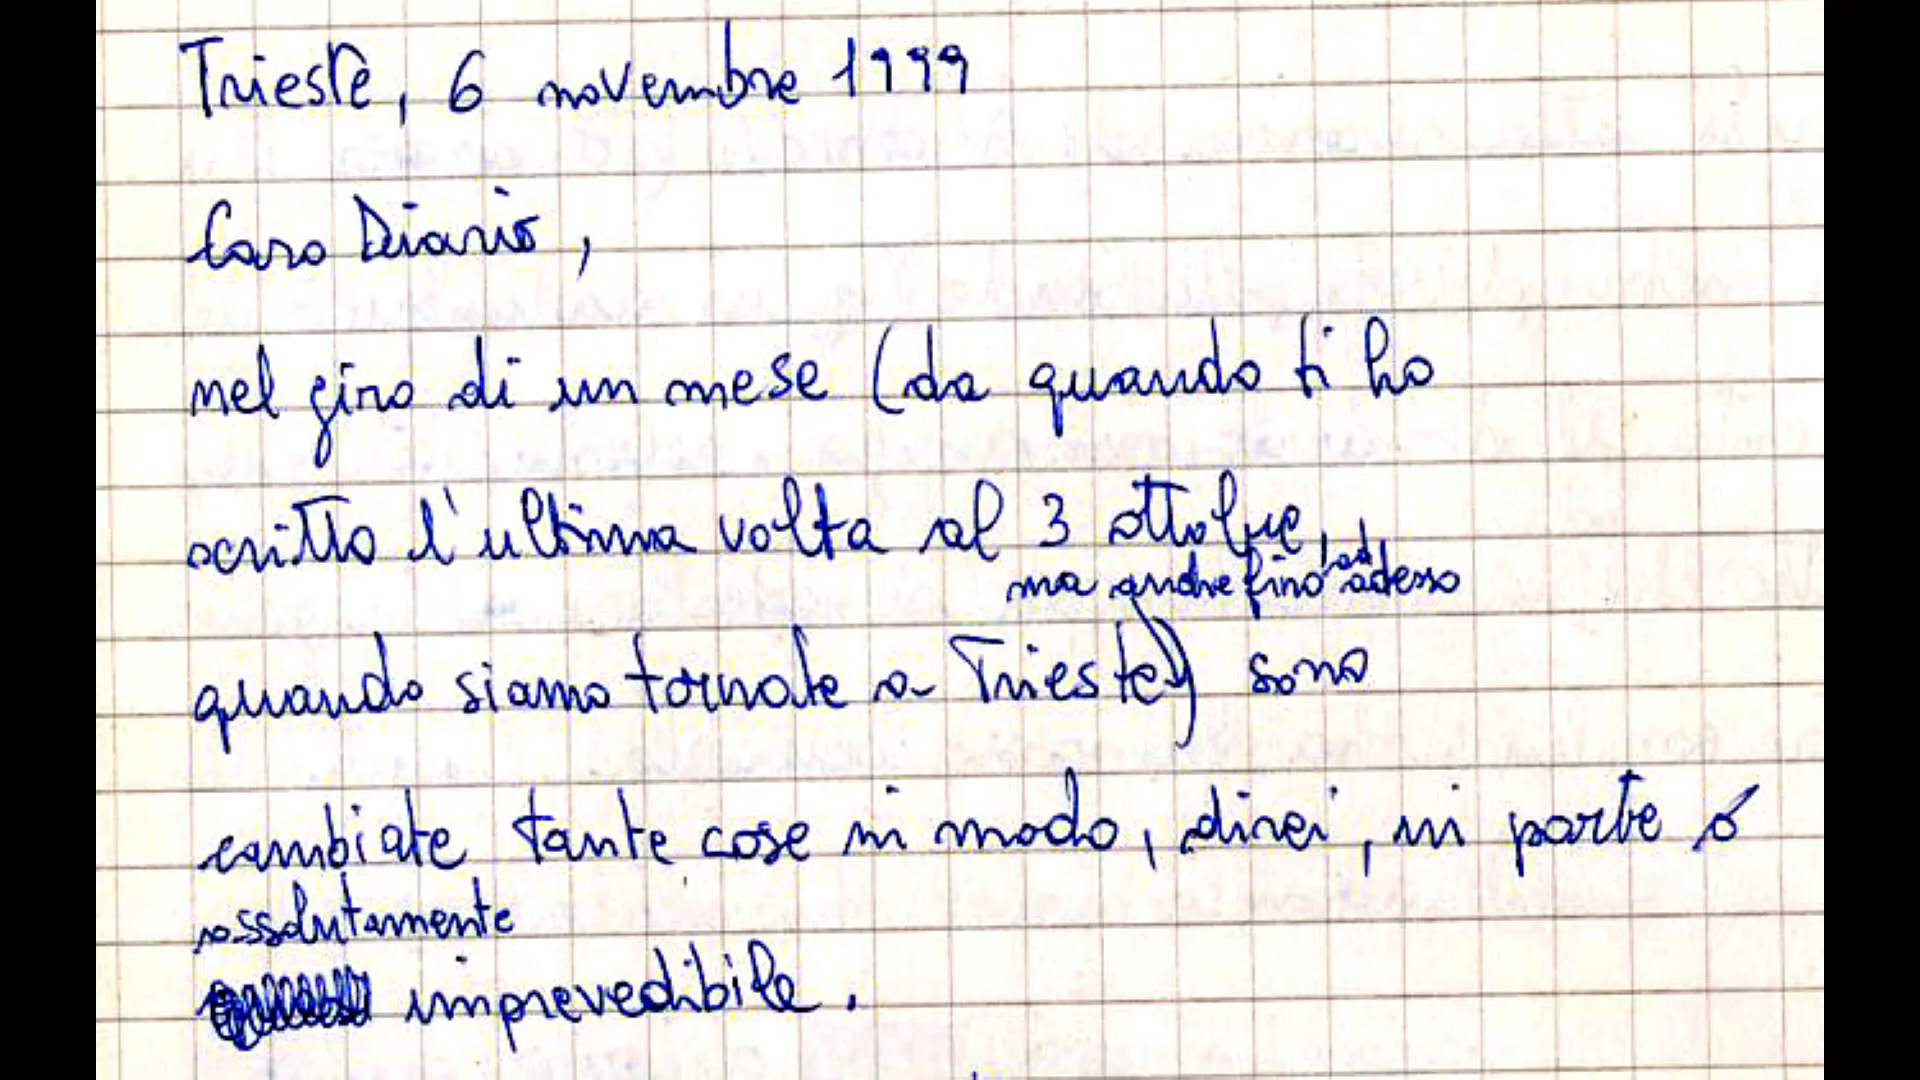 Trieste, 6 novembre 1999
Caro Diario,
nel giro di un mese (da quando ti ho
scritto l'ultima volta al 3 ottobre,
ma anche fino ad adesso
quando siamo tornate a Trieste) sono
cambiate tante cose in modo, direi, in parte
assolutamente
imprevedibile.